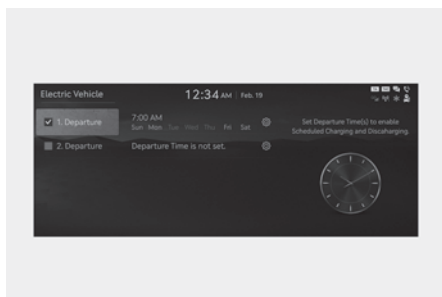 Electric Vehicle
12:34 AM Feb. 19
1. Departure
7:00 AM
Sun Mon Tue Wed Thu Fri Sat
2. Departure
Departure Time is not set.
Set Departure Time(s) to enable
Scheduled Charging and Discaharging.